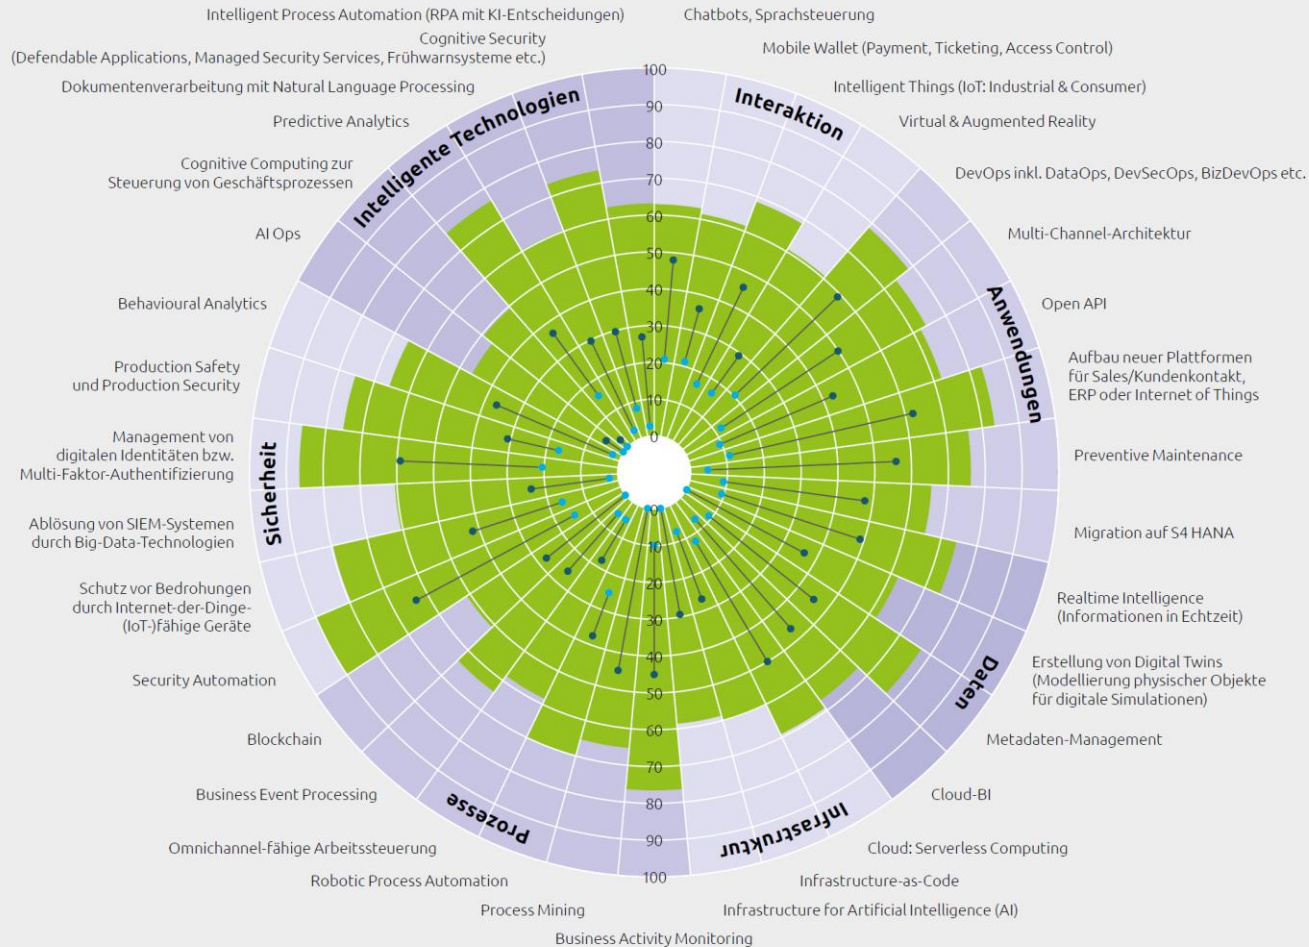 Intelligent Process Automation (RPA mit KI-Entscheidungen)
Cognitive Security
(Defendable Applications, Managed Security Services, Frühwarnsysteme etc.)
Dokumentenverarbeitung mit Natural Language Processing
Predictive Analytics
Cognitive Computing zur
Steuerung von Geschäftsprozessen
AI Ops
Behavioural Analytics
Production Safety
und Production Security
Management von
digitalen Identitäten bzw.
Multi-Faktor-Authentifizierung
Ablösung von SIEM-Systemen
durch Big-Data-Technologien
Schutz vor Bedrohungen
durch Internet-der-Dinge-
(IoT-)fähige Geräte
Security Automation
Blockchain
Business Event Processing
Omnichannel-fähige Arbeitssteuerung
Robotic Process Automation
Process Mining
Business Activity Monitoring
Chatbots, Sprachsteuerung
Mobile Wallet (Payment, Ticketing, Access Control)
Intelligent Things (IoT: Industrial & Consumer)
Virtual & Augmented Reality
DevOps inkl. DataOps, DevSecOps, BizDevOps etc.
Multi-Channel-Architektur
Open API
Aufbau neuer Plattformen
für Sales/Kundenkontakt,
ERP oder Internet of Things
Preventive Maintenance
Migration auf S4 HANA
Realtime Intelligence
(Informationen in Echtzeit)
Erstellung von Digital Twins
(Modellierung physischer Objekte
für digitale Simulationen)
Metadaten-Management
Cloud-BI
Cloud: Serverless Computing
Infrastructure-as-Code
Infrastructure for Artificial Intelligence (AI)
Intelligente Technologien
Interaktion
Anwendungen
Daten
Infrastruktur
Prozesse
Sicherheit
100
90
80
70
60
50
40
30
20
10
0
0
10
20
30
40
50
60
70
80
90
100